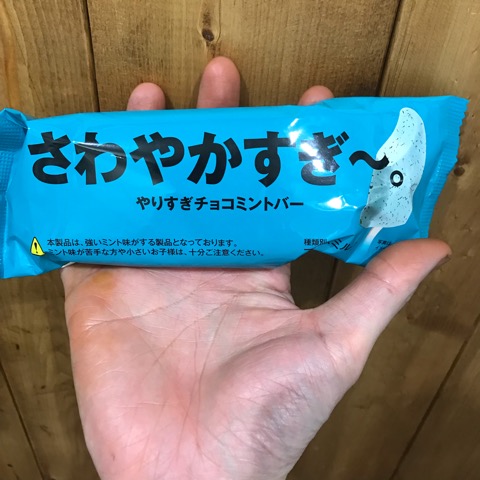 さわやかすぎ〜。
やりすぎチョコミントバー
本製品は、強いミント味がする製品となっております。
ミント味が苦手な方や小さいお子様は、十分ご注意ください。
種類別